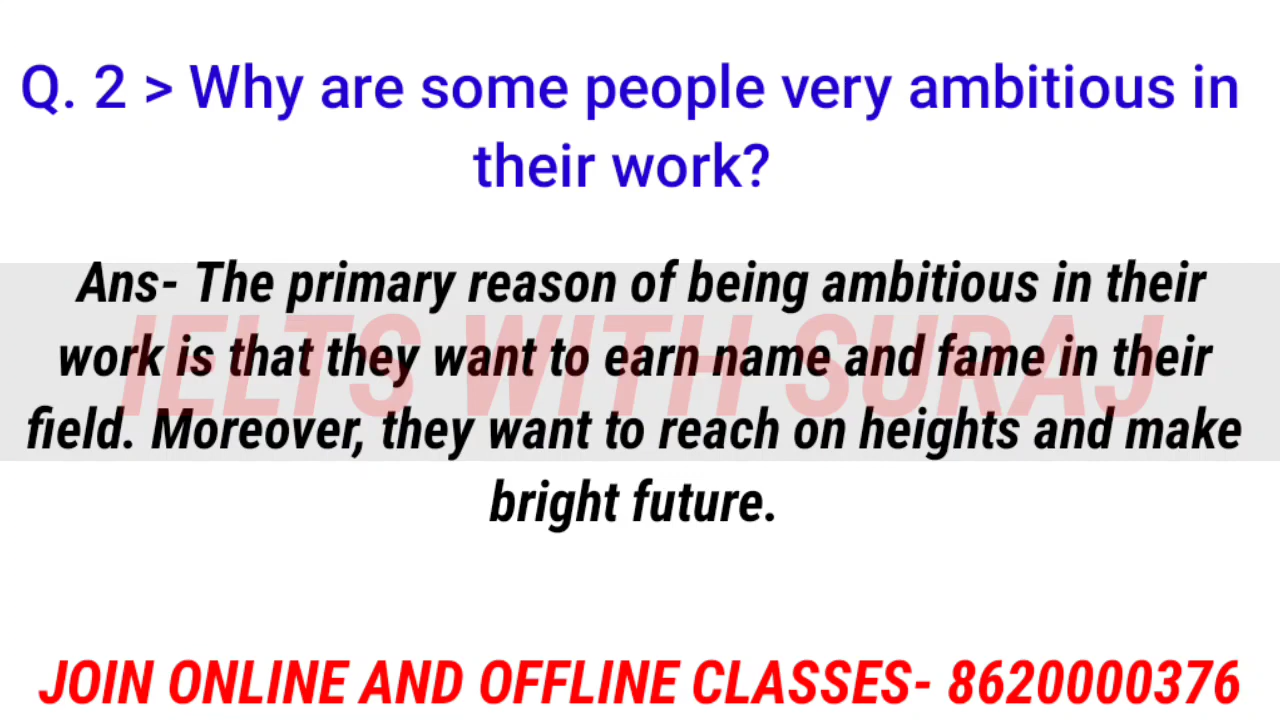 Q. 2 > Why are some people very ambitious in
their work?
Ans- The primary reason of being ambitious in their
work is that they want to earn name and fame in their
IELTS WITH SURAJ
field. Moreover, they want to reach on heights and make
bright future.
JOIN ONLINE AND OFFLINE CLASSES- 8620000376